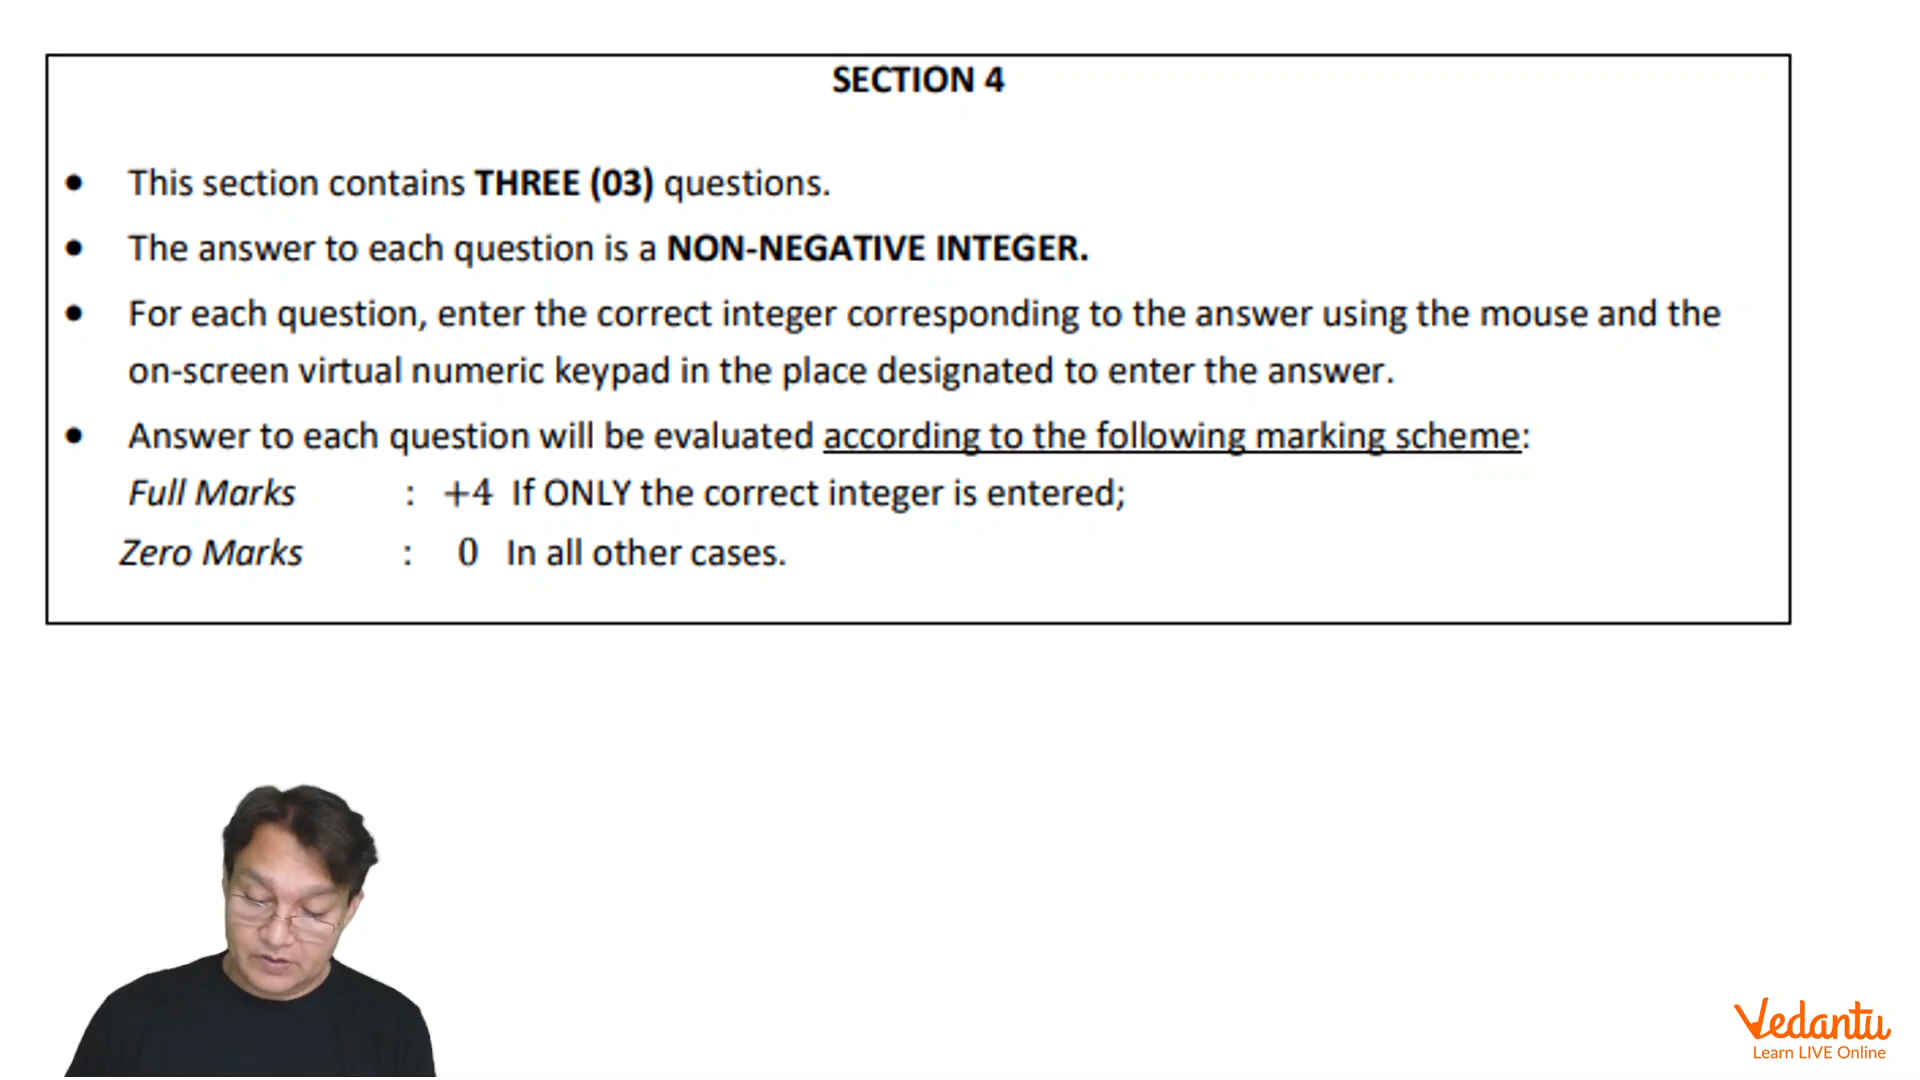 SECTION 4
• This section contains THREE (03) questions.
• The answer to each question is a NON-NEGATIVE INTEGER.
• For each question, enter the correct integer corresponding to the answer using the mouse and the
on-screen virtual numeric keypad in the place designated to enter the answer.
• Answer to each question will be evaluated according to the following marking scheme:
Full Marks : +4 If ONLY the correct integer is entered;
Zero Marks : 0 In all other cases.
Vedantu
Learn LIVE Online